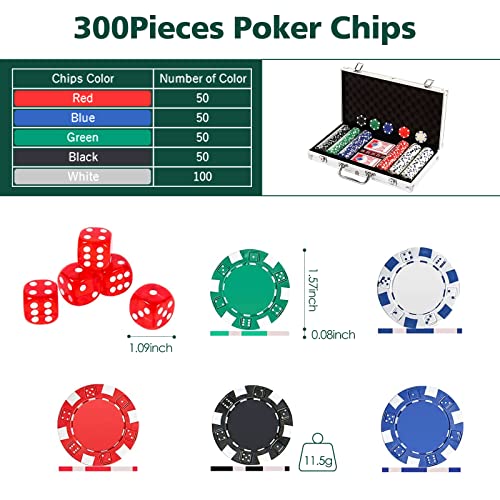 300Pieces Poker Chips
Chips Color Number of Color
Red 50
Blue 50
Green 50
Black 50
White 100
1.57inch
0.08inch
1.09inch
11.5g